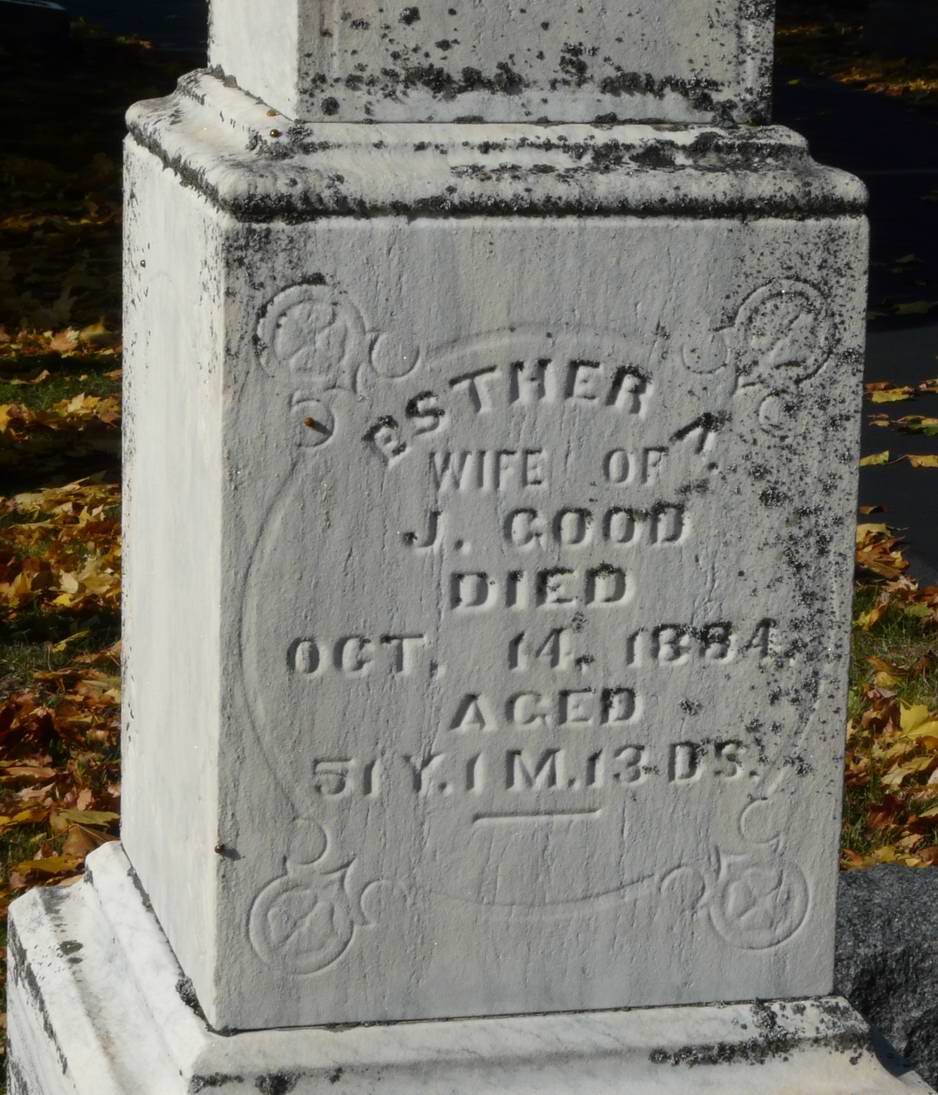 ESTHER A.
WIFE OF
J. GOOD
DIED
OCT. 14. 1884.
AGED
51 Y. 1 M. 13 DS.